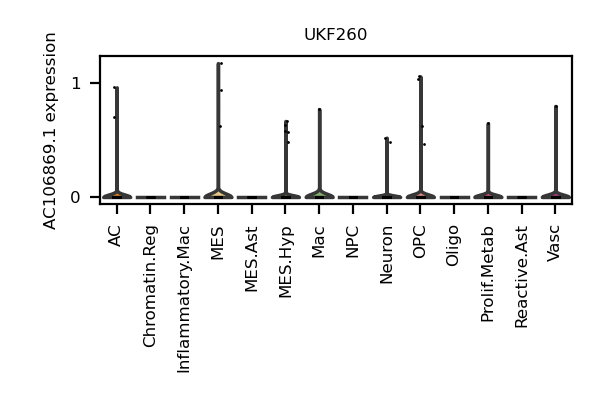 UKF260
AC106869.1 expression
1
0
AC
Chromatin.Reg
Inflammatory.Mac
MES
MES.Ast
MES.Hyp
Mac
NPC
Neuron
OPC
Oligo
Prolif.Metab
Reactive.Ast
Vasc